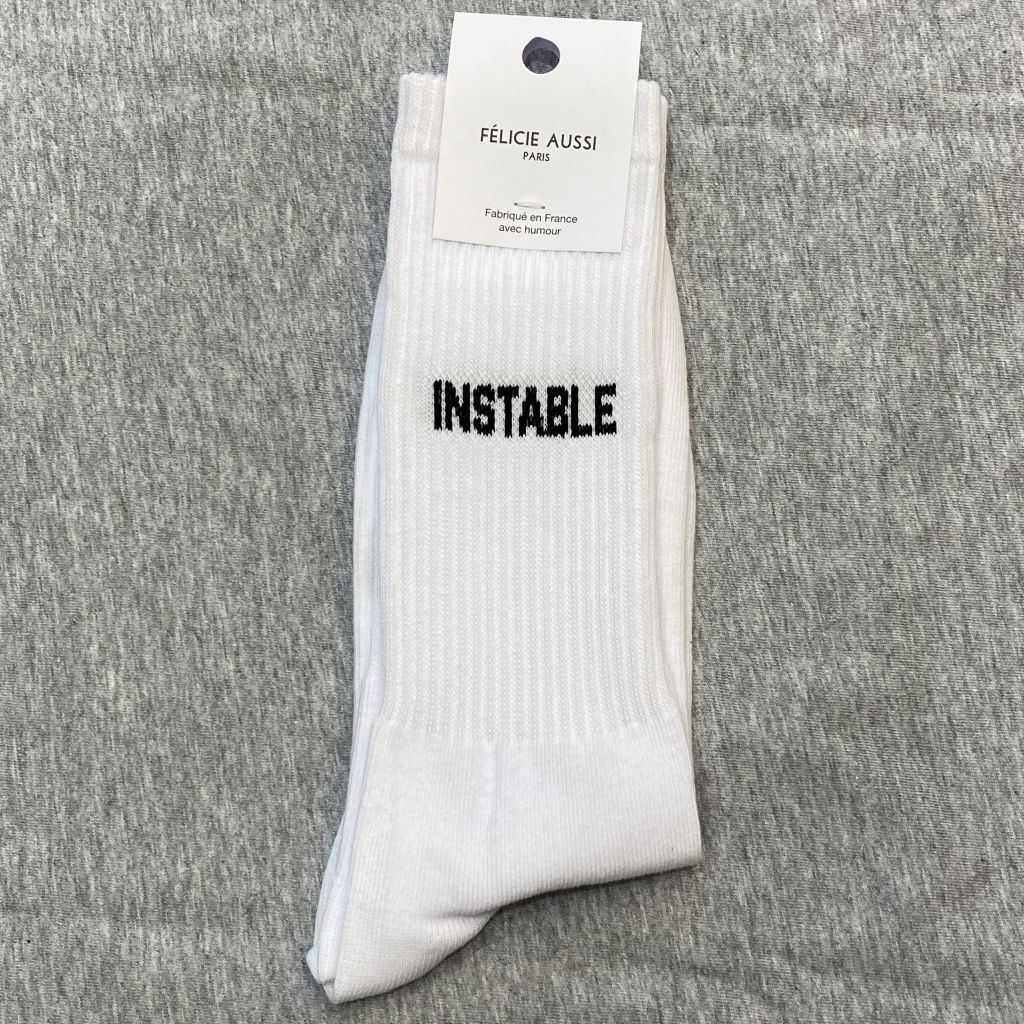 FÉLICIE AUSSI
PARIS
Fabriqué en France
avec humour
INSTABLE